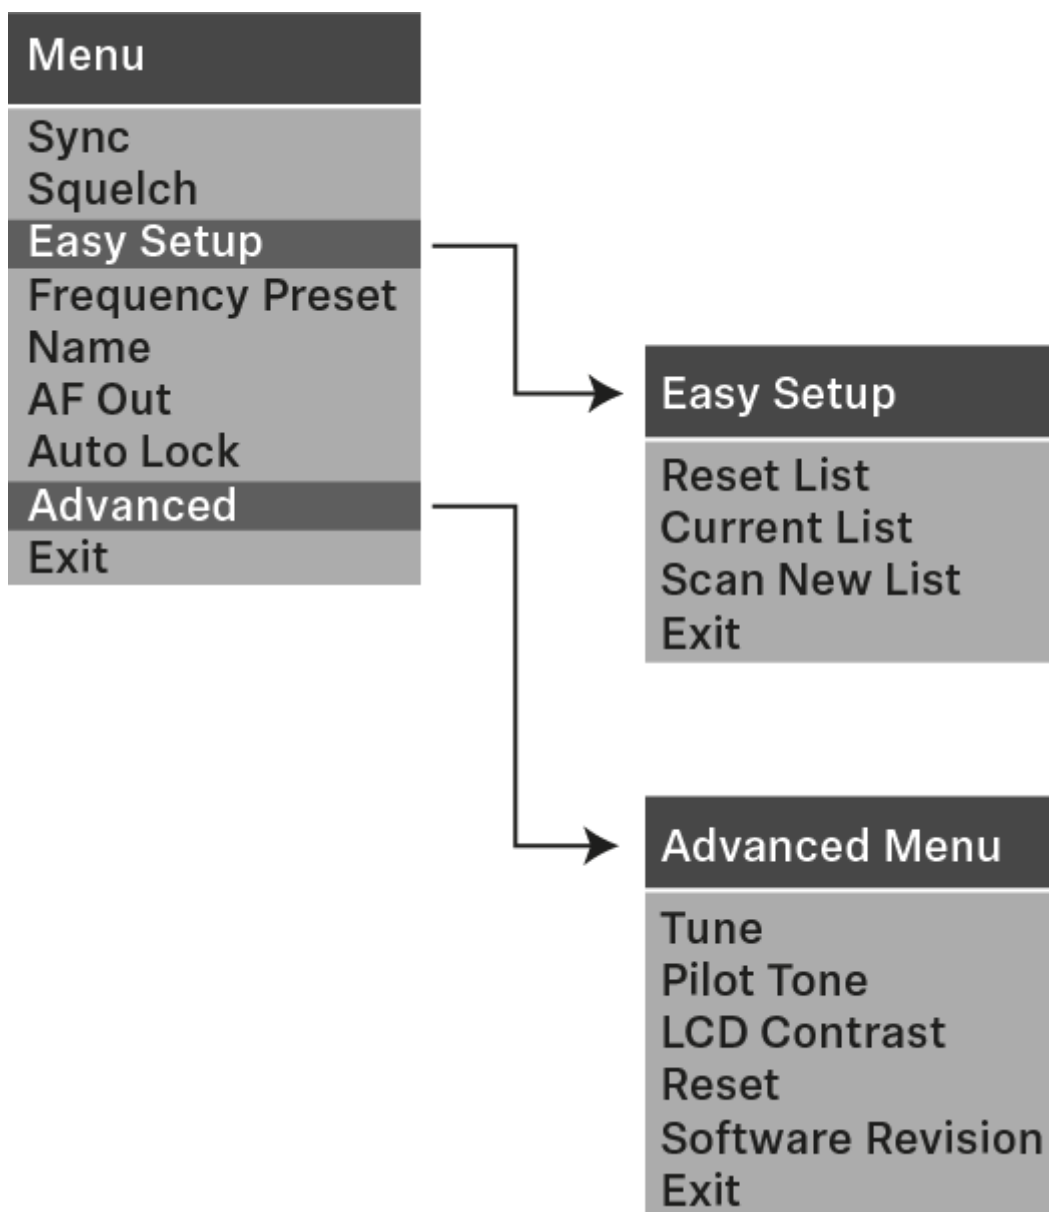 Menu
Sync
Squelch
Easy Setup
Frequency Preset
Name
AF Out
Auto Lock
Advanced
Exit
Easy Setup
Reset List
Current List
Scan New List
Exit
Advanced Menu
Tune
Pilot Tone
LCD Contrast
Reset
Software Revision
Exit